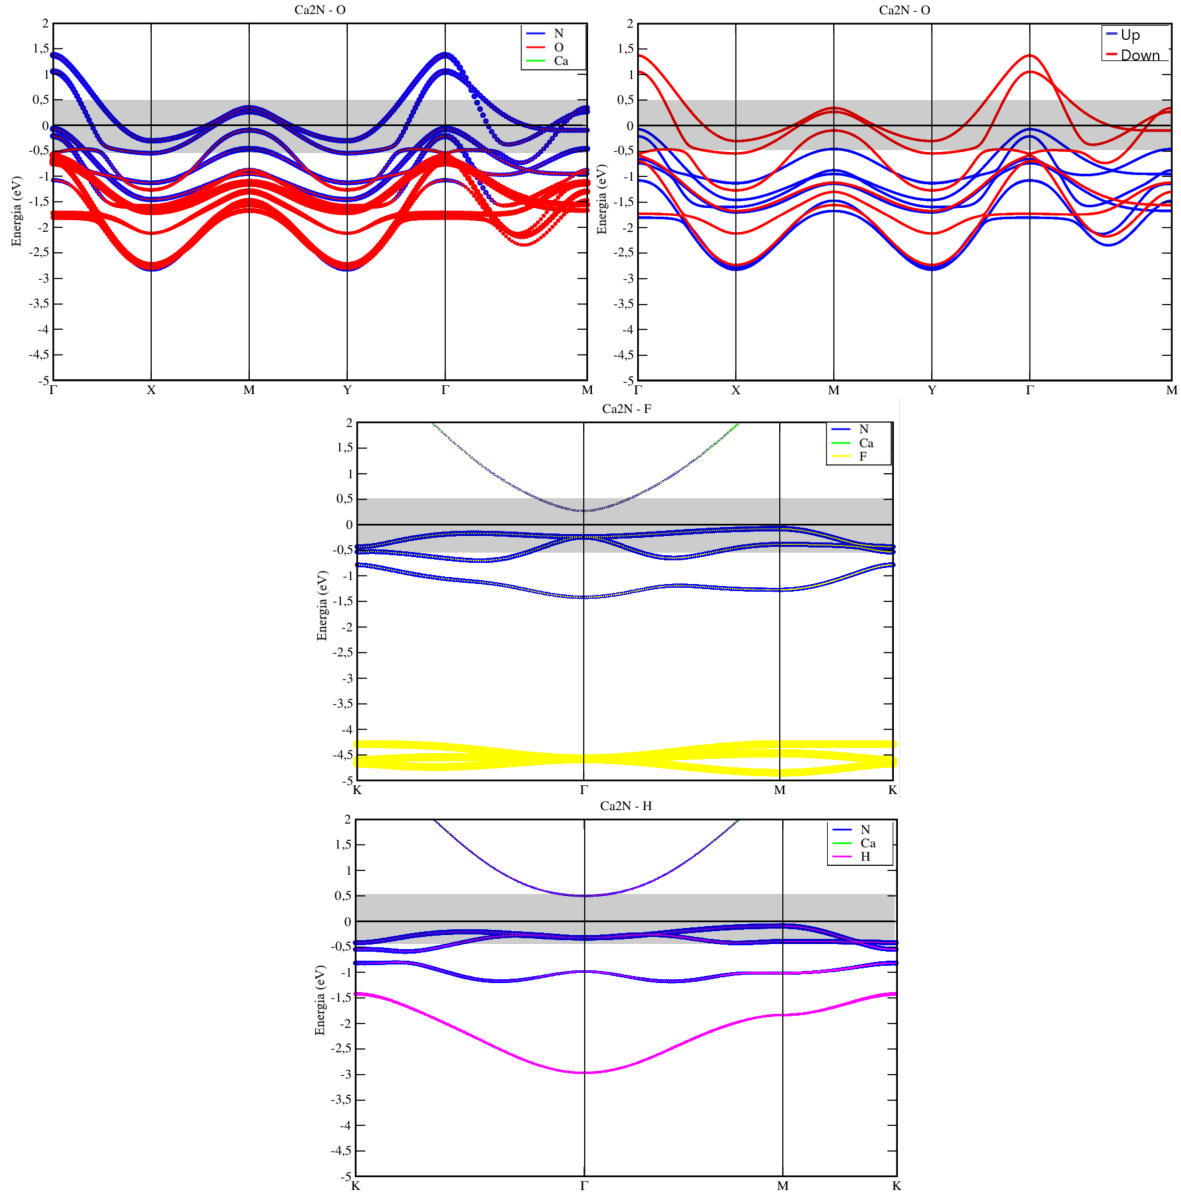 Ca2N - O
N
O
Ca
2
1,5
1
0,5
0
-0,5
-1
-1,5
-2
-2,5
-3
-3,5
-4
-4,5
-5
Energia (eV)
Γ X M Y Γ M
Ca2N - O
Up
Down
2
1,5
1
0,5
0
-0,5
-1
-1,5
-2
-2,5
-3
-3,5
-4
-4,5
-5
Energia (eV)
Γ X M Y Γ M
Ca2N - F
N
Ca
F
2
1,5
1
0,5
0
-0,5
-1
-1,5
-2
-2,5
-3
-3,5
-4
-4,5
-5
Energia (eV)
K Γ M K
Ca2N - H
N
Ca
H
2
1,5
1
0,5
0
-0,5
-1
-1,5
-2
-2,5
-3
-3,5
-4
-4,5
-5
Energia (eV)
K Γ M K